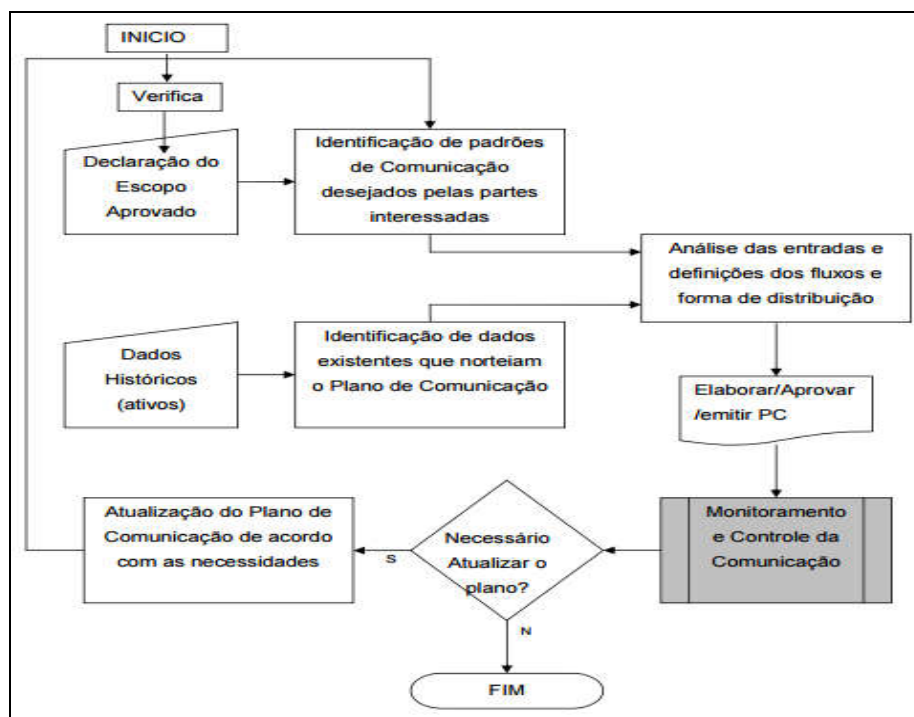 INICIO
Verifica
Declaração do
Escopo
Aprovado
Identificação de padrões
de Comunicação
desejados pelas partes
interessadas
Análise das entradas e
definições dos fluxos e
forma de distribuição
Dados
Históricos
(ativos)
Identificação de dados
existentes que norteiam
o Plano de Comunicação
Elaborar/Aprovar
/emitir PC
Monitoramento
e Controle da
Comunicação
Necessário
Atualizar o
plano?
S
Atualização do Plano de
Comunicação de acordo
com as necessidades
N
FIM